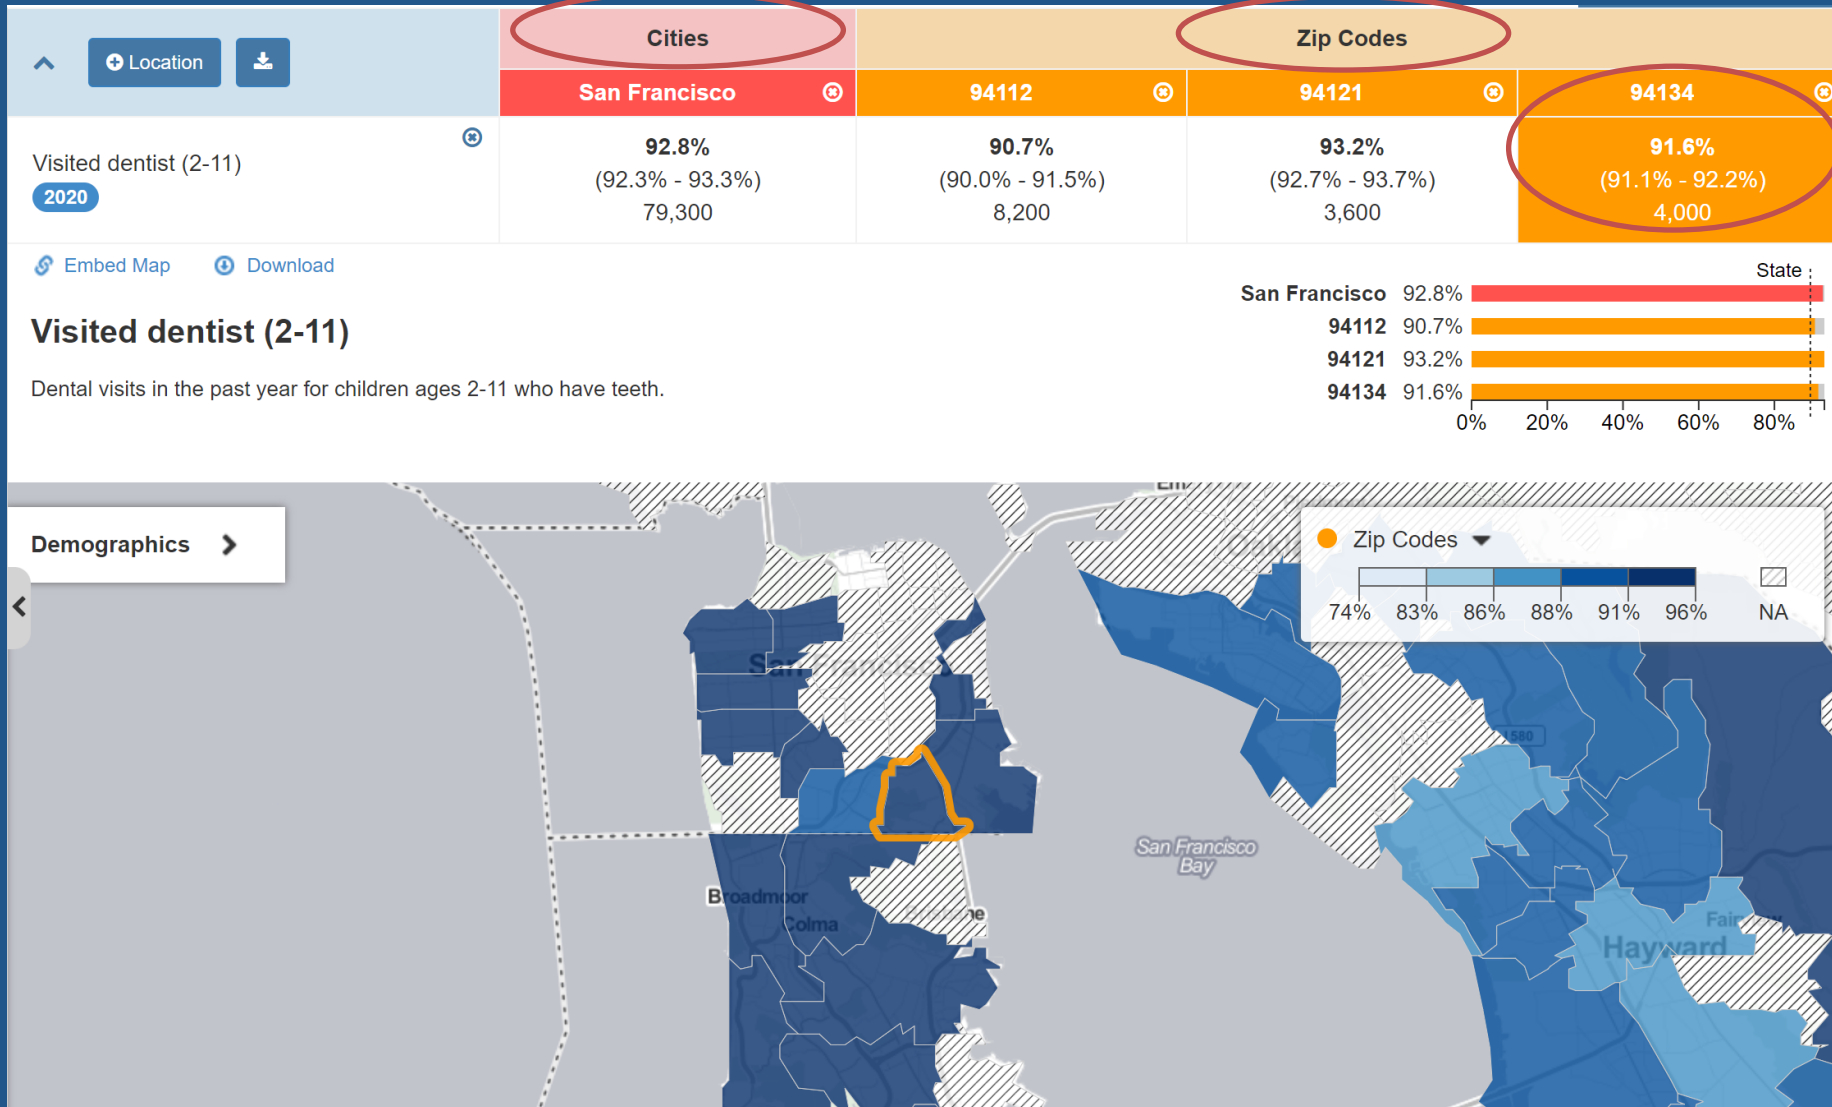 Cities
Zip Codes
Location
San Francisco
94112
94121
94134
Visited dentist (2-11)
2020
92.8%
(92.3% - 93.3%)
79,300
90.7%
(90.0% - 91.5%)
8,200
93.2%
(92.7% - 93.7%)
3,600
91.6%
(91.1% - 92.2%)
4,000
Embed Map
Download
State
San Francisco 92.8%
94112 90.7%
94121 93.2%
94134 91.6%
0% 20% 40% 60% 80%
Visited dentist (2-11)
Dental visits in the past year for children ages 2-11 who have teeth.
Demographics
Zip Codes
74% 83% 86% 88% 91% 96% NA
San Francisco
580
San Francisco
Bay
Broadmoor
Colma
Brisbane
Hayward